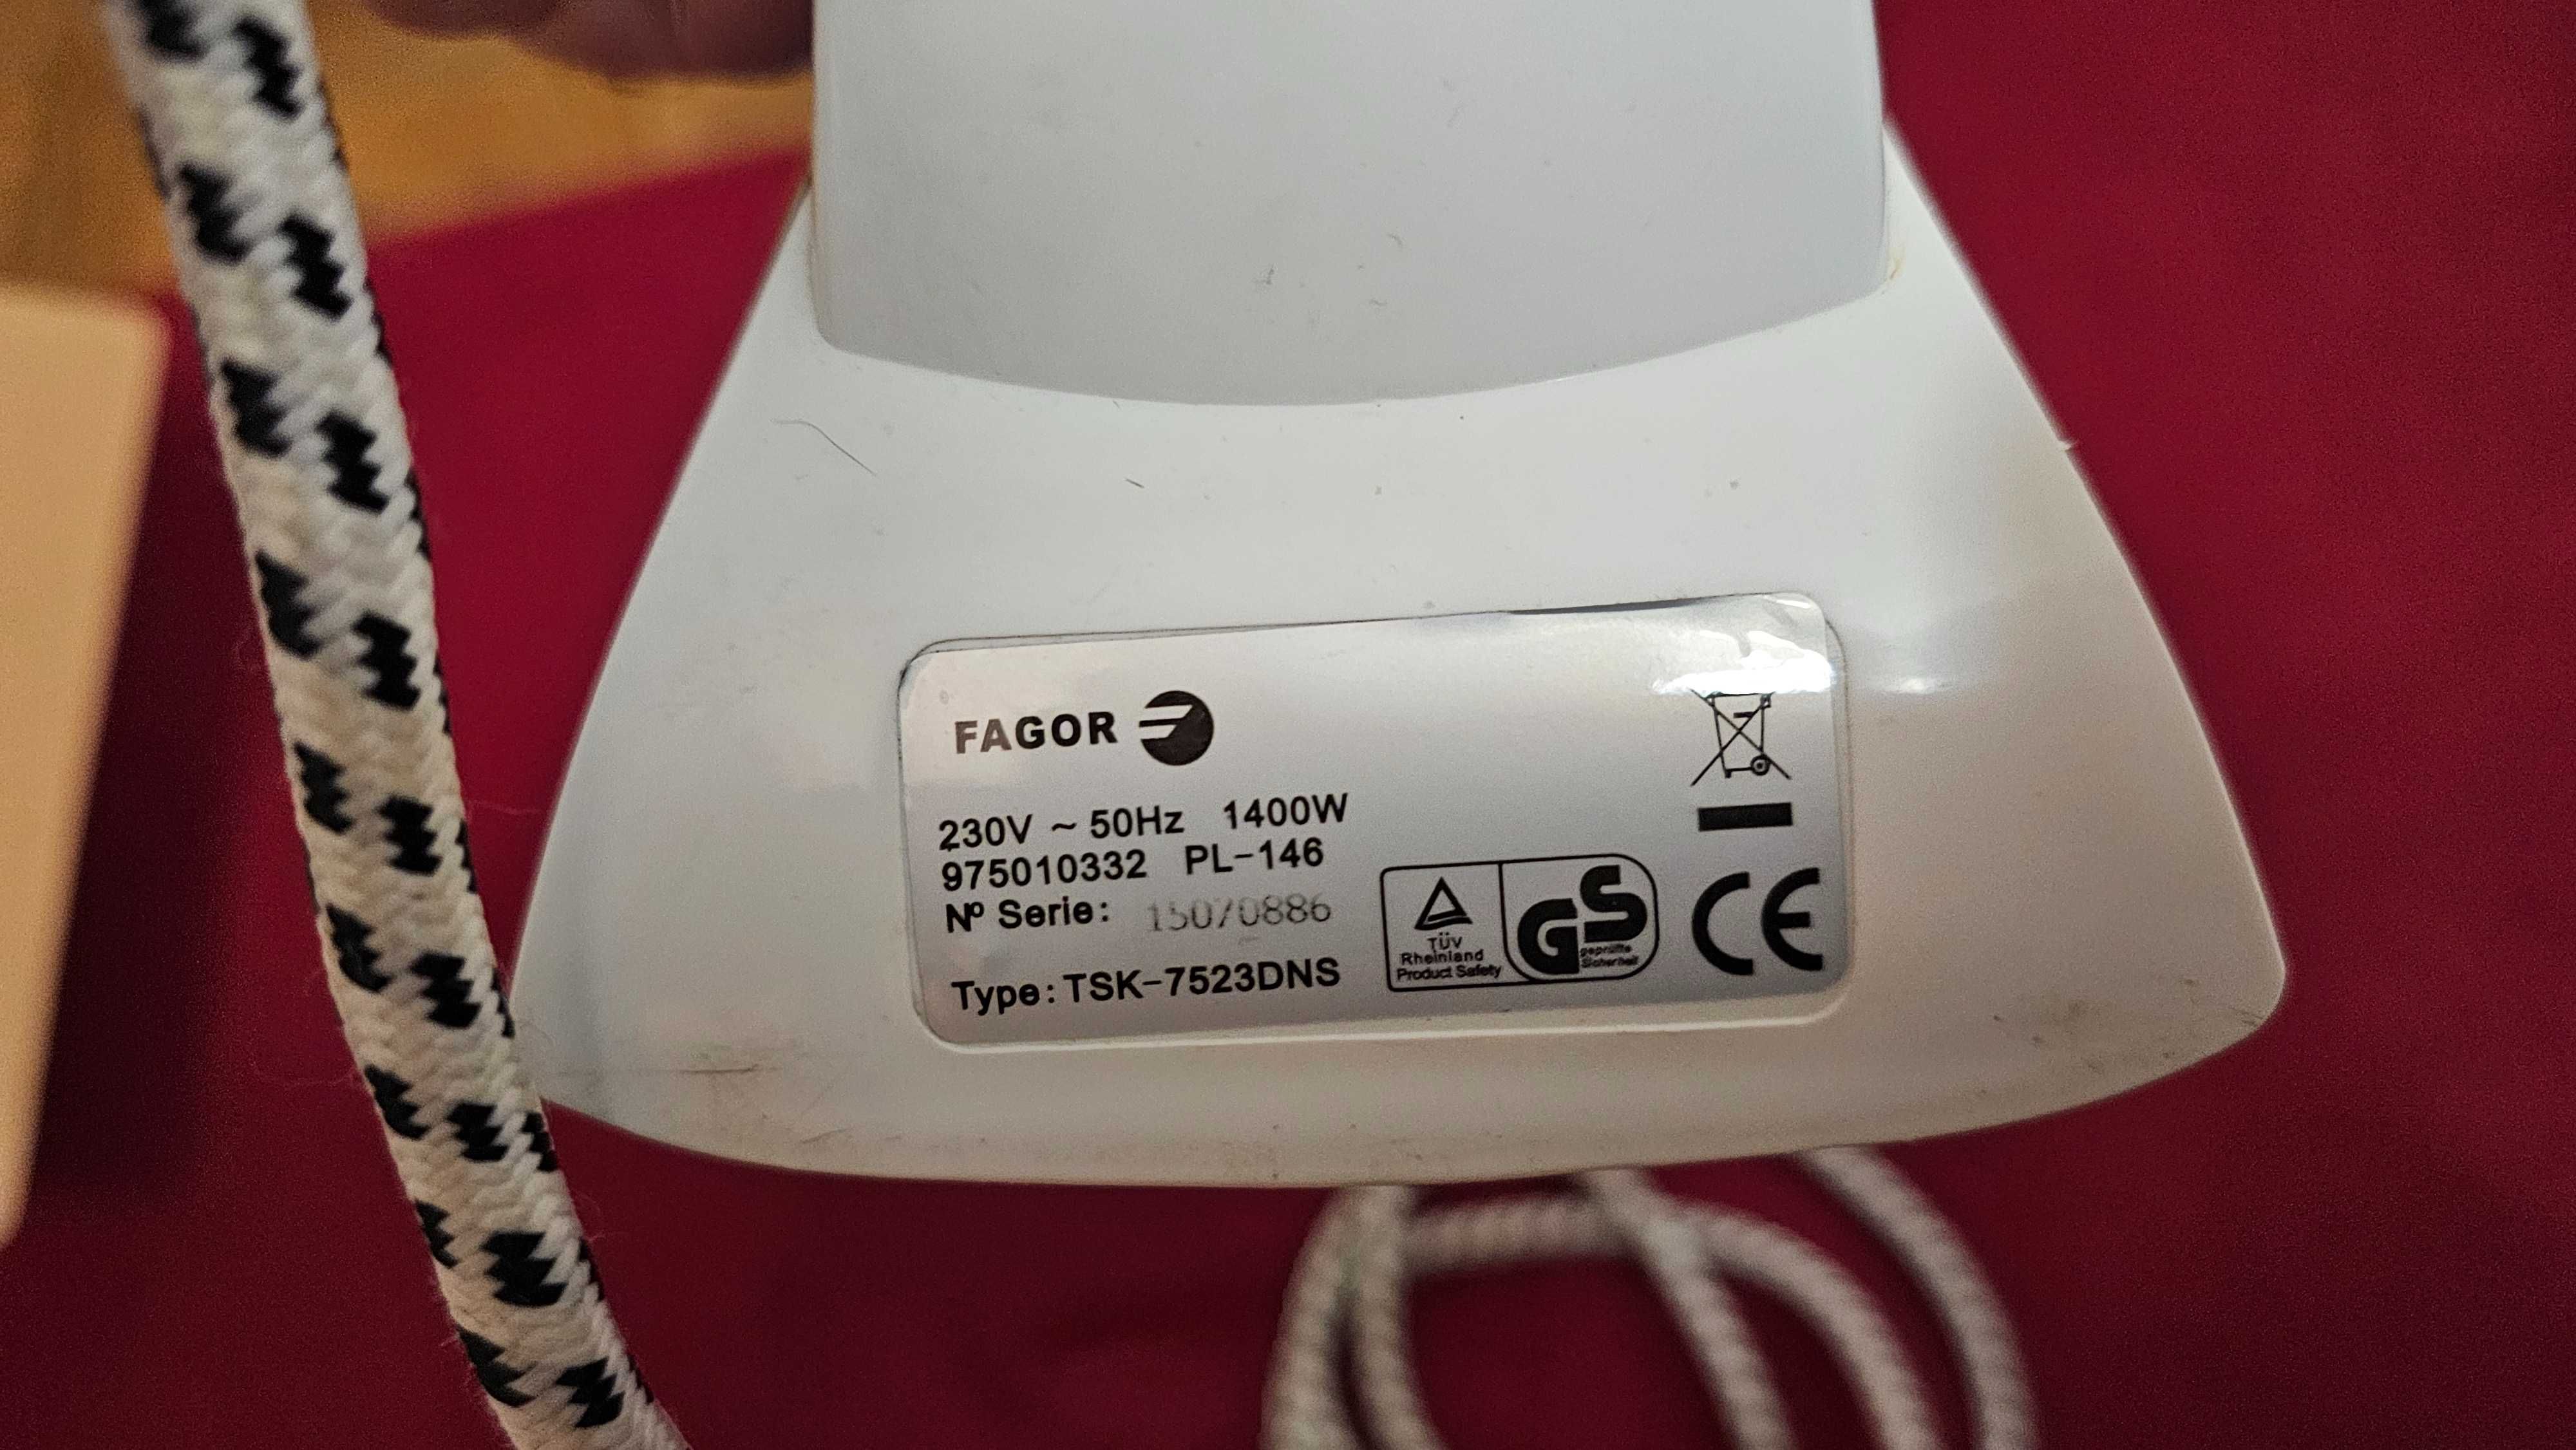 FAGOR
230V ~ 50Hz 1400W
975010332 PL-146
Nº Serie: 15070886
Type: TSK-7523DNS
TÜV
Rheinland
Product Safety
GS
geprüfte
Sicherheit
CE